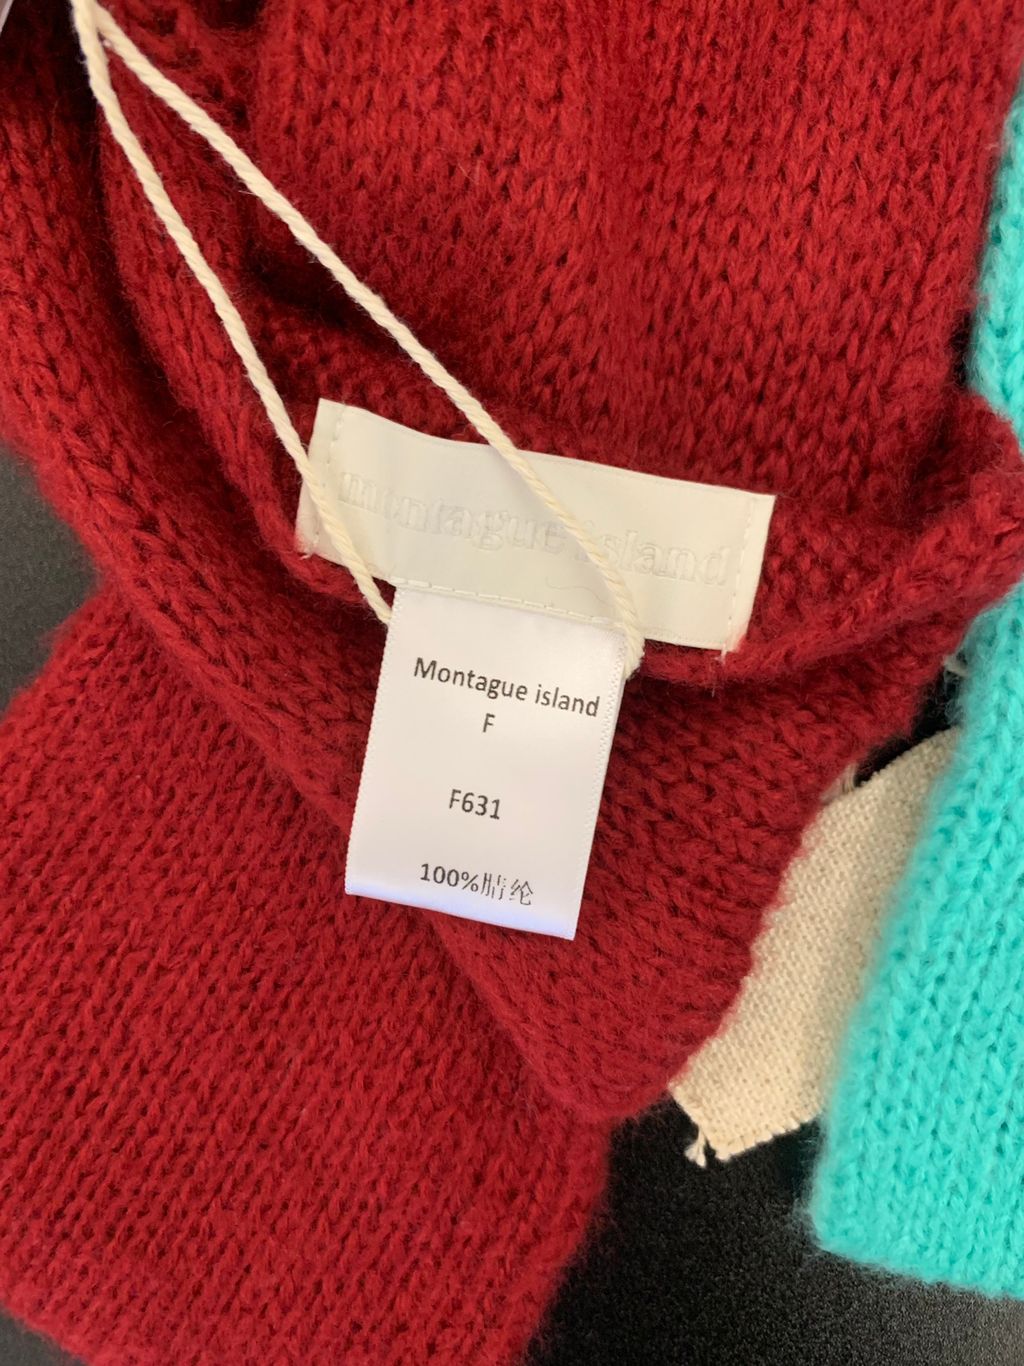 montague island
Montague island
F
F631
100%腈纶